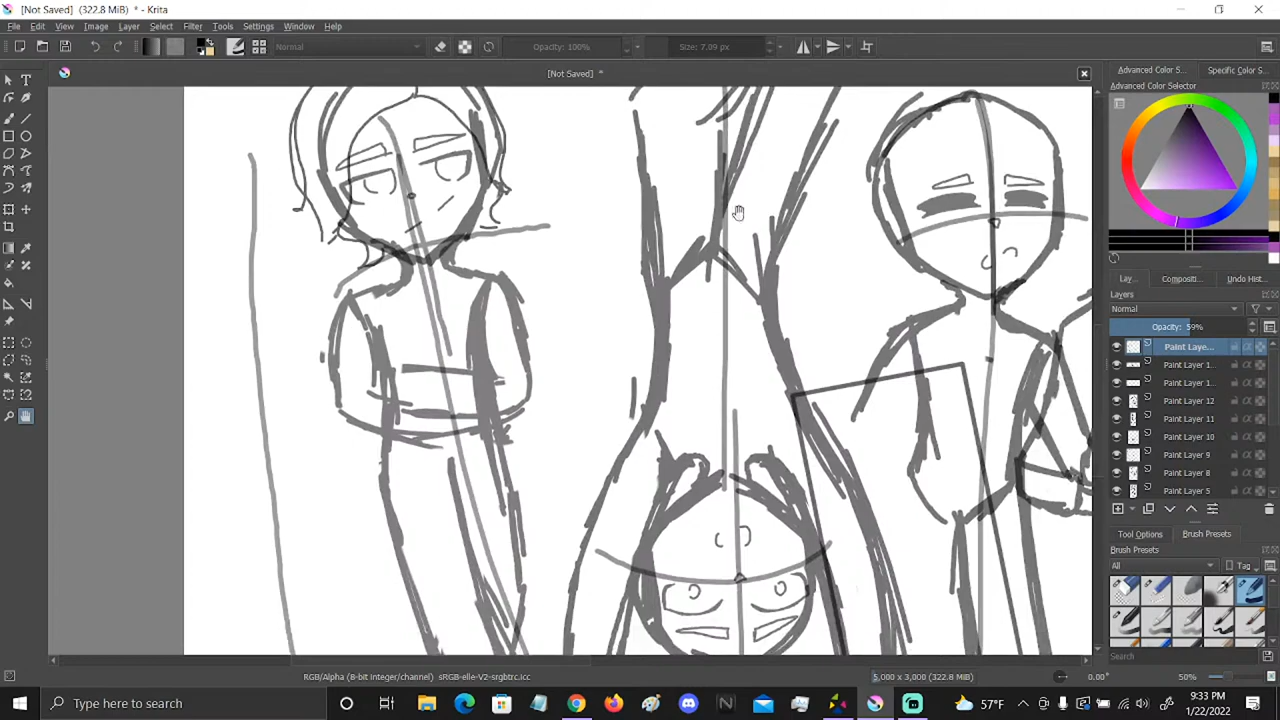 [Not Saved] (322.8 MiB) * - Krita
File Edit View Image Layer Select Filter Tools Settings Window Help
Normal
Opacity: 100%
Size: 7.09 px
[Not Saved] *
Advanced Color S...
Specific Color S...
Advanced Color Selector
Lay...
Compositi...
Undo Hist...
Layers
Normal
Opacity: 59%
Paint Laye...
Paint Layer 1...
Paint Layer 1...
Paint Layer 12
Paint Layer 11
Paint Layer 10
Paint Layer 9
Paint Layer 8
Paint Layer 5
Tool Options
Brush Presets
Brush Presets
All
Tag
Search
RGB/Alpha (8-bit integer/channel) sRGB-elle-V2-srgbtrc.icc
5,000 x 3,000 (322.8 MiB)
0.00°
50%
Type here to search
57°F
9:33 PM
1/22/2022